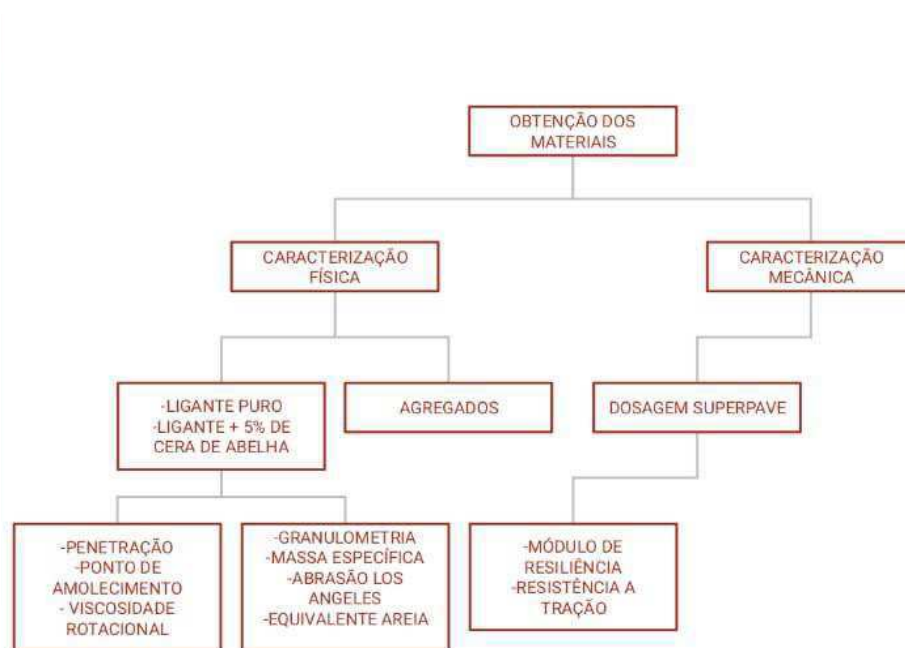 OBTENÇÃO DOS
MATERIAIS
CARACTERIZAÇÃO
FÍSICA
CARACTERIZAÇÃO
MECÂNICA
-LIGANTE PURO
-LIGANTE + 5% DE
CERA DE ABELHA
AGREGADOS
DOSAGEM SUPERPAVE
-PENETRAÇÃO
-PONTO DE
AMOLECIMENTO
- VISCOSIDADE
ROTACIONAL
-GRANULOMETRIA
-MASSA ESPECÍFICA
-ABRASÃO LOS
ANGELES
-EQUIVALENTE AREIA
-MÓDULO DE
RESILIÊNCIA
-RESISTÊNCIA A
TRAÇÃO